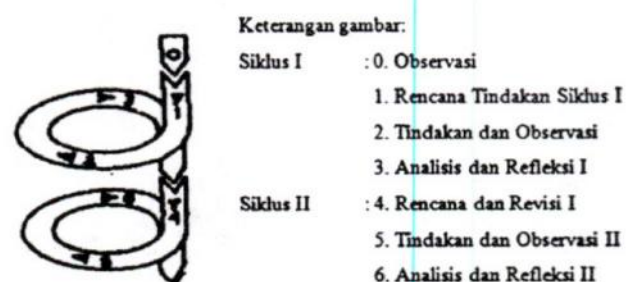 Keterangan gambar:
Siklus I : 0. Observasi
1. Rencana Tindakan Siklus I
2. Tindakan dan Observasi
3. Analisis dan Refleksi I
Siklus II : 4. Rencana dan Revisi I
5. Tindakan dan Observasi II
6. Analisis dan Refleksi II
0